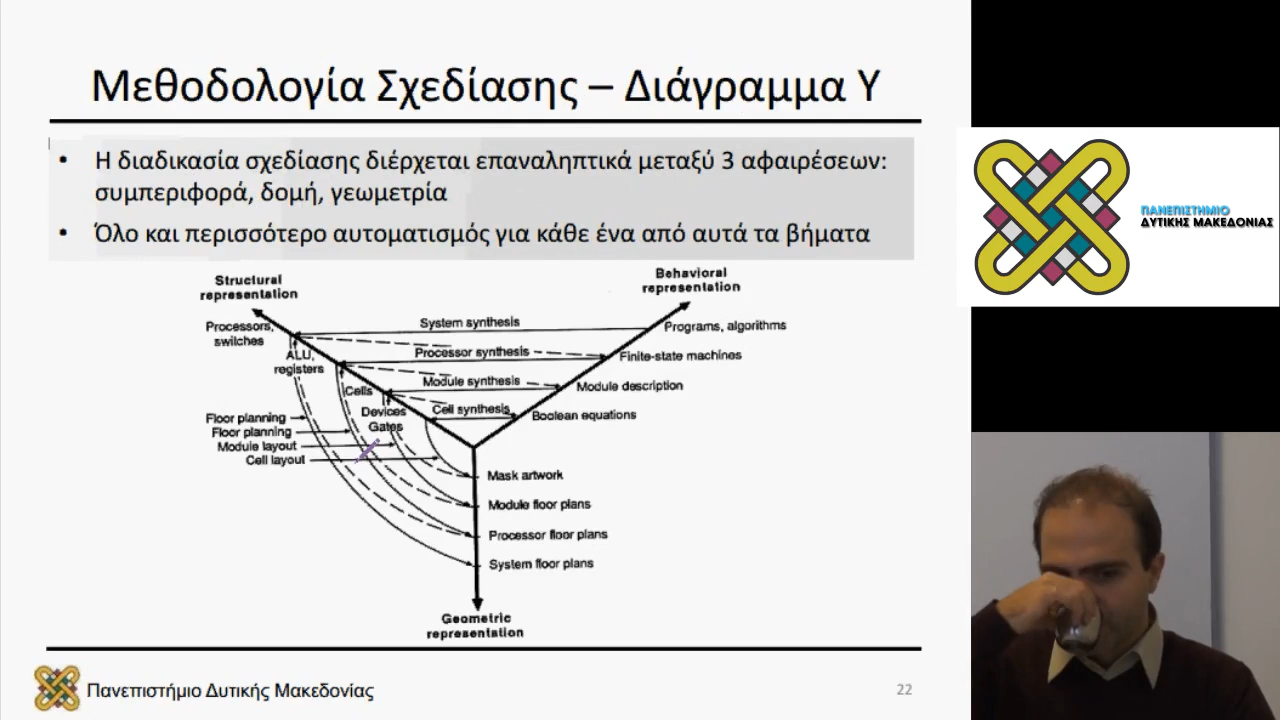 Μεθοδολογία Σχεδίασης – Διάγραμμα Υ
• Η διαδικασία σχεδίασης διέρχεται επαναληπτικά μεταξύ 3 αφαιρέσεων:
συμπεριφορά, δομή, γεωμετρία
• Όλο και περισσότερο αυτοματισμός για κάθε ένα από αυτά τα βήματα
Structural
representation
Behavioral
representation
Processors,
switches
System synthesis
Programs, algorithms
ALU,
registers
Processor synthesis
Finite-state machines
Cells
Module synthesis
Module description
Devices
Gates
Cell synthesis
Boolean equations
Floor planning
Floor planning
Module layout
Cell layout
Mask artwork
Module floor plans
Processor floor plans
System floor plans
Geometric
representation
Πανεπιστήμιο Δυτικής Μακεδονίας
22
ΠΑΝΕΠΙΣΤΗΜΙΟ
ΔΥΤΙΚΗΣ ΜΑΚΕΔΟΝΙΑΣ